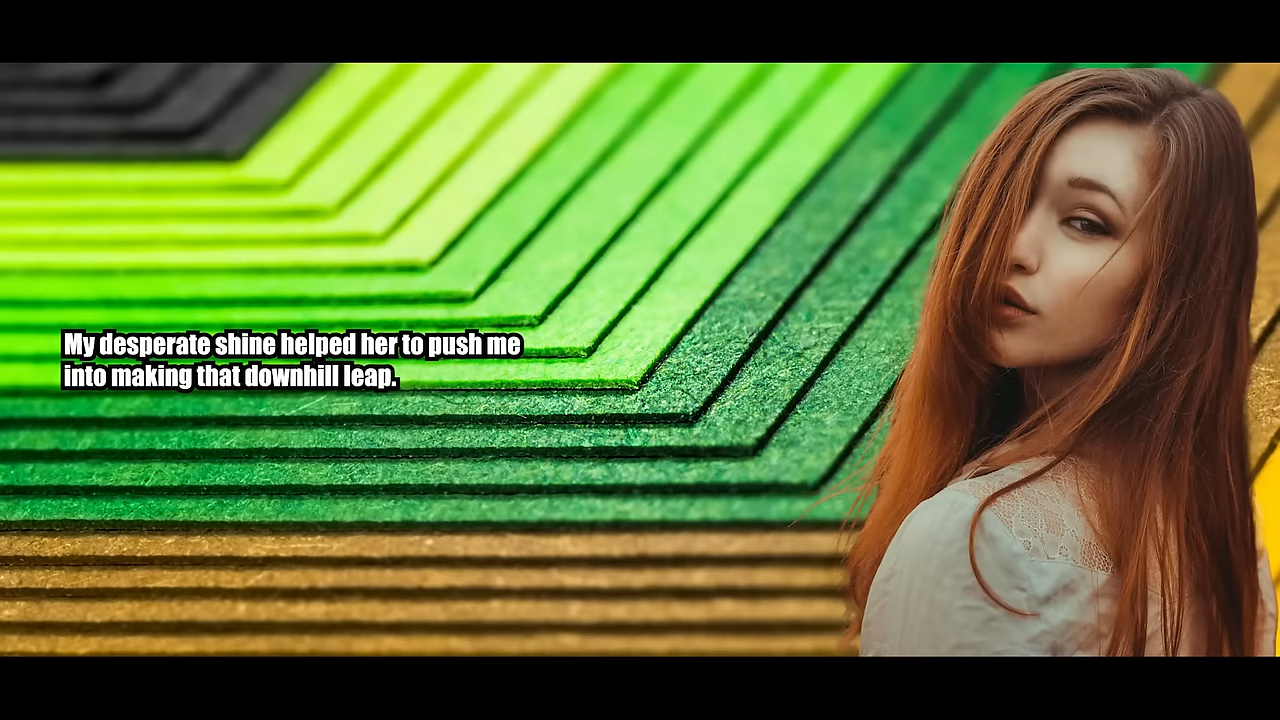 My desperate shine helped her to push me
into making that downhill leap.